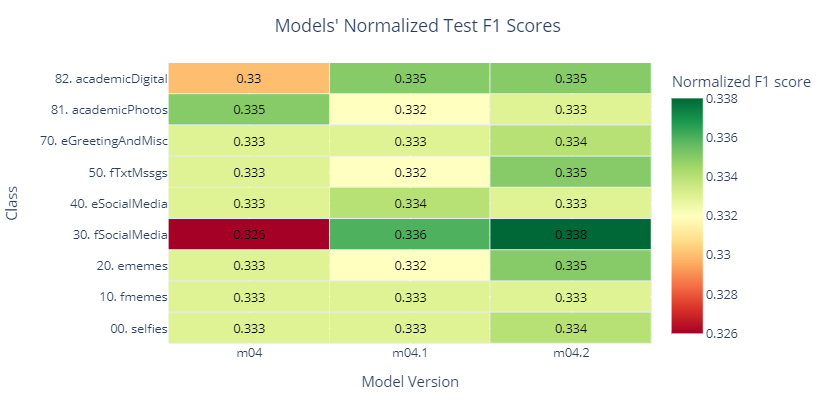 Models' Normalized Test F1 Scores
Normalized F1 score
82. academicDigital 0.33 0.335 0.335
81. academicPhotos 0.335 0.332 0.333
70. eGreetingAndMisc 0.333 0.333 0.334
50. fTxtMssgs 0.333 0.332 0.335
40. eSocialMedia 0.333 0.334 0.333
30. fSocialMedia 0.326 0.336 0.338
20. ememes 0.333 0.332 0.335
10. fmemes 0.333 0.333 0.333
00. selfies 0.333 0.333 0.334
m04 m04.1 m04.2
Model Version
Class
0.338
0.336
0.334
0.332
0.33
0.328
0.326